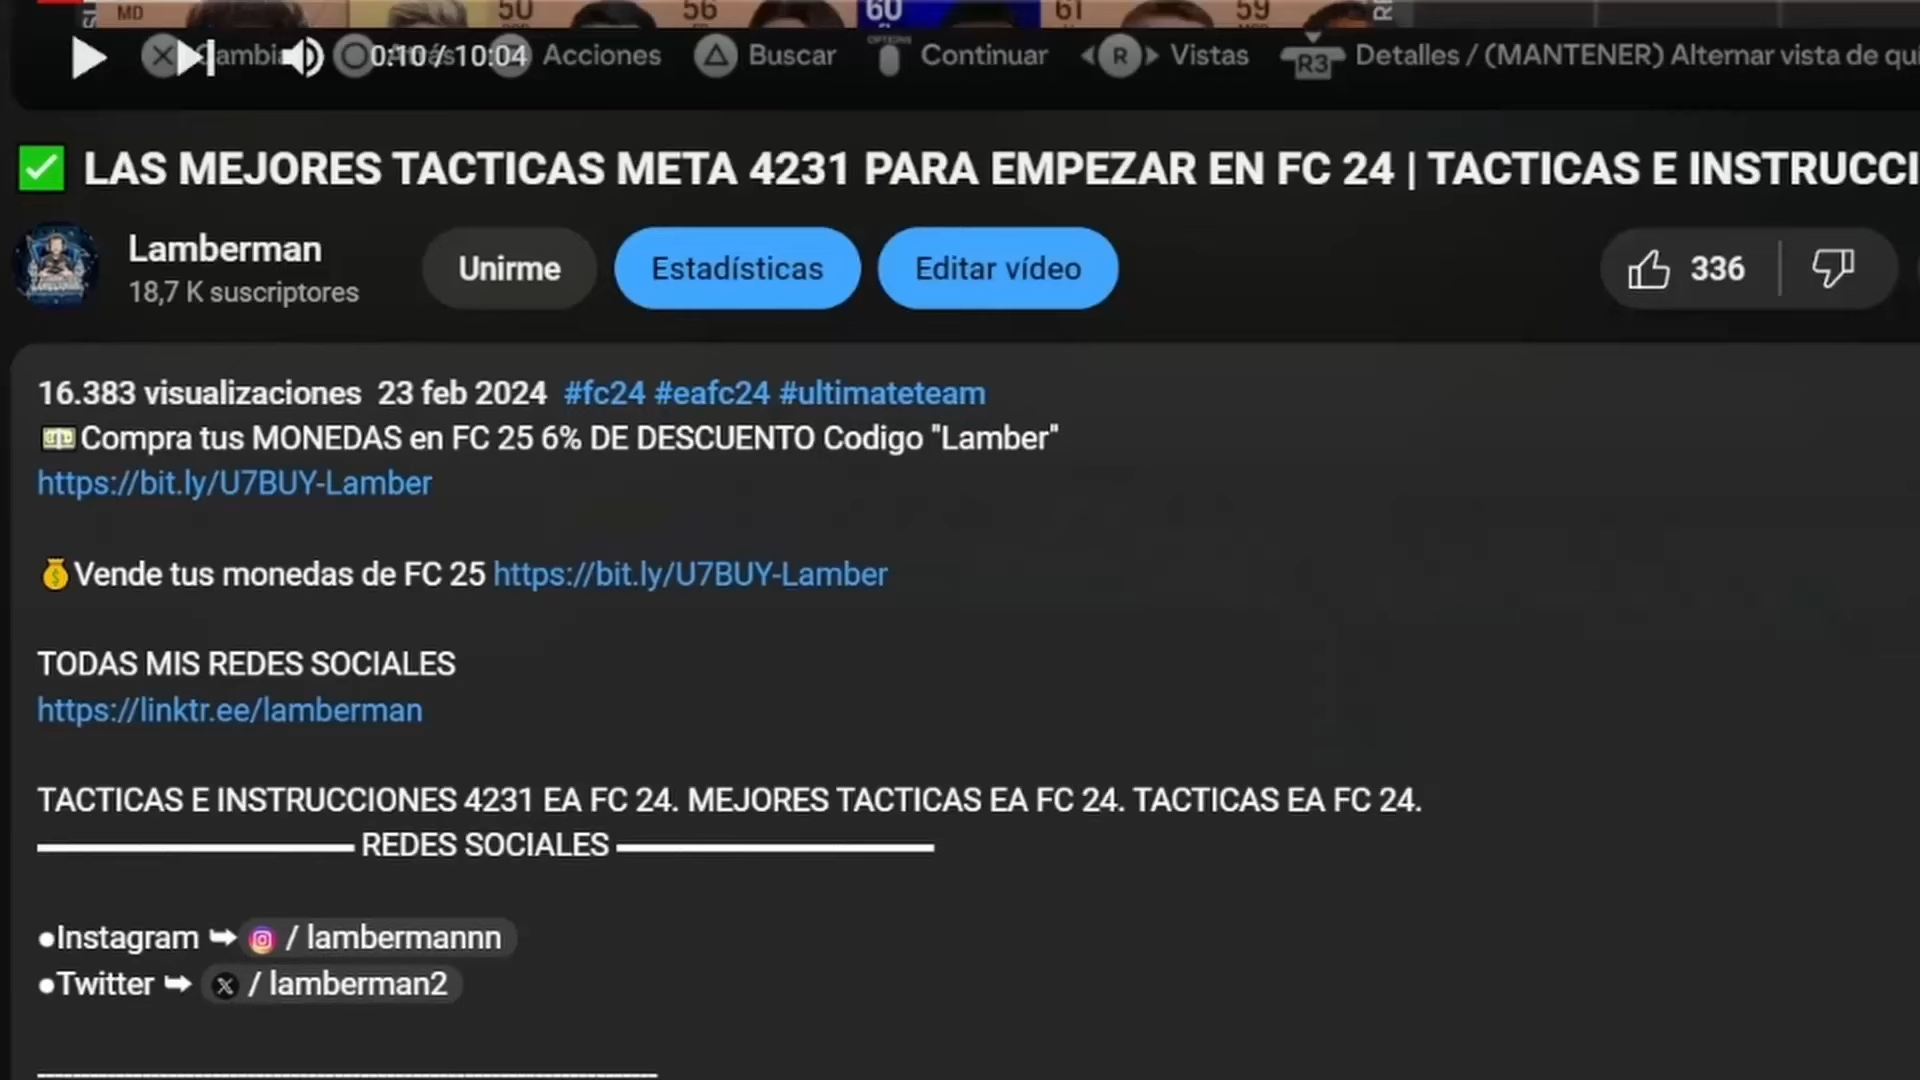 MD 50 56 60 61 59
Cambia Atrás Acciones Buscar OPTIONS Continuar R Vistas R3 Detalles / (MANTENER) Alternar vista de qu
0:10 / 10:04
✅ LAS MEJORES TACTICAS META 4231 PARA EMPEZAR EN FC 24 | TACTICAS E INSTRUCCI
Lamberman
18,7 K suscriptores
Unirme
Estadísticas
Editar vídeo
336
16.383 visualizaciones 23 feb 2024 #fc24 #eafc24 #ultimateteam
💵Compra tus MONEDAS en FC 25 6% DE DESCUENTO Codigo "Lamber"
https://bit.ly/U7BUY-Lamber
💰Vende tus monedas de FC 25 https://bit.ly/U7BUY-Lamber
TODAS MIS REDES SOCIALES
https://linktr.ee/lamberman
TACTICAS E INSTRUCCIONES 4231 EA FC 24. MEJORES TACTICAS EA FC 24. TACTICAS EA FC 24.
▬▬▬▬▬▬▬▬▬▬ REDES SOCIALES ▬▬▬▬▬▬▬▬▬▬
●Instagram ➥ / lambermannn
●Twitter ➥ / lamberman2